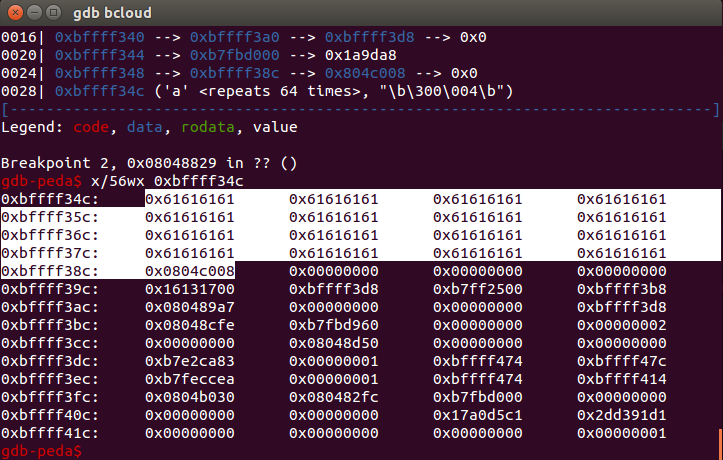 gdb bcloud
0016| 0xbffff340 --> 0xbffff3a0 --> 0xbffff3d8 --> 0x0
0020| 0xbffff344 --> 0xb7fbd000 --> 0x1a9da8
0024| 0xbffff348 --> 0xbffff38c --> 0x804c008 --> 0x0
0028| 0xbffff34c ('a' <repeats 64 times>, "\b\300\004\b")
[------------------------------------------------------------------------------]
Legend: code, data, rodata, value
Breakpoint 2, 0x08048829 in ?? ()
gdb-peda$ x/56wx 0xbffff34c
0xbffff34c: 0x61616161 0x61616161 0x61616161 0x61616161
0xbffff35c: 0x61616161 0x61616161 0x61616161 0x61616161
0xbffff36c: 0x61616161 0x61616161 0x61616161 0x61616161
0xbffff37c: 0x61616161 0x61616161 0x61616161 0x61616161
0xbffff38c: 0x0804c008 0x00000000 0x00000000 0x00000000
0xbffff39c: 0x16131700 0xbffff3d8 0xb7ff2500 0xbffff3b8
0xbffff3ac: 0x080489a7 0x00000000 0x00000000 0xbffff3d8
0xbffff3bc: 0x08048cfe 0xb7fbd960 0x00000000 0x00000002
0xbffff3cc: 0x00000000 0x08048d50 0x00000000 0x00000000
0xbffff3dc: 0xb7e2ca83 0x00000001 0xbffff474 0xbffff47c
0xbffff3ec: 0xb7feccea 0x00000001 0xbffff474 0xbffff414
0xbffff3fc: 0x0804b030 0x080482fc 0xb7fbd000 0x00000000
0xbffff40c: 0x00000000 0x00000000 0x17a0d5c1 0x2dd391d1
0xbffff41c: 0x00000000 0x00000000 0x00000000 0x00000001
gdb-peda$